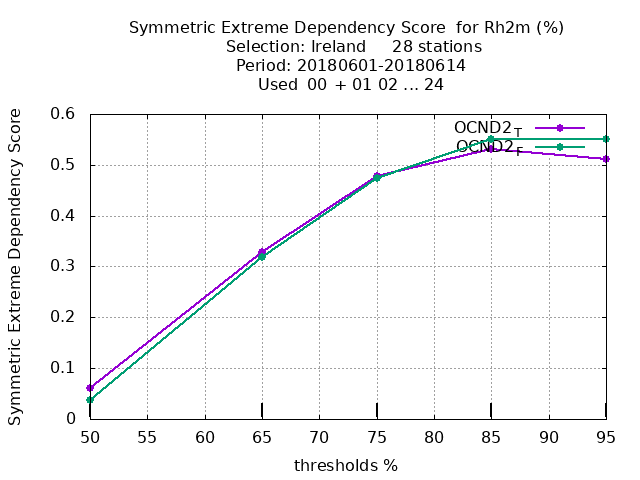 Symmetric Extreme Dependency Score for Rh2m (%)
Selection: Ireland 28 stations
Period: 20180601-20180614
Used 00 + 01 02 ... 24
Symmetric Extreme Dependency Score
0.6
0.5
0.4
0.3
0.2
0.1
0
OCND2T
OCND2F
50 55 60 65 70 75 80 85 90 95
thresholds %